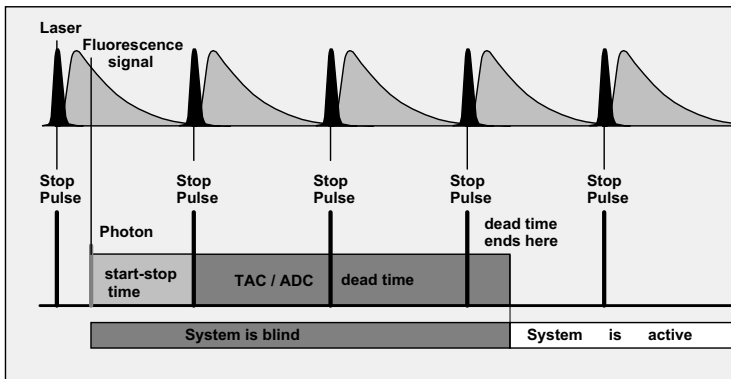 Laser
Fluorescence
signal
Stop
Pulse
Stop
Pulse
Stop
Pulse
Stop
Pulse
Stop
Pulse
Photon
dead time
ends here
start-stop
time
TAC / ADC dead time
System is blind
System is active